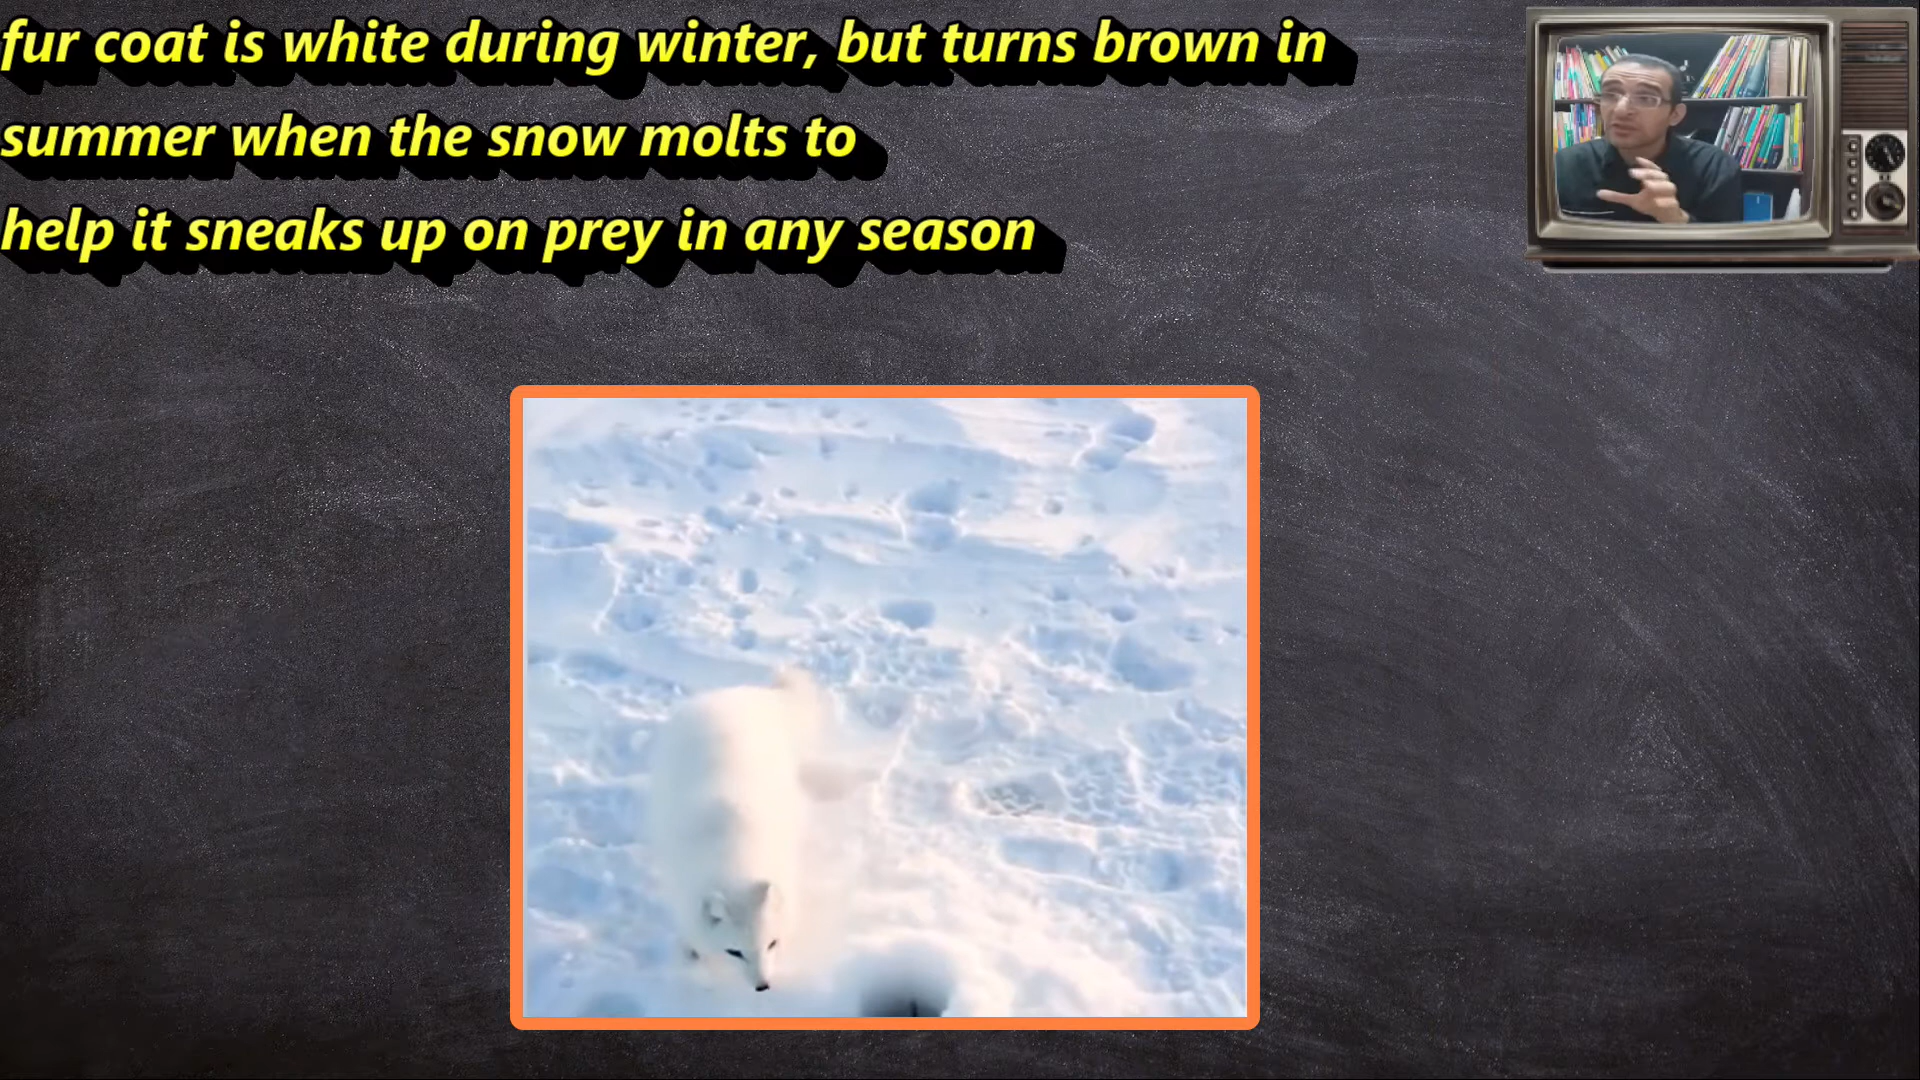 fur coat is white during winter, but turns brown in
summer when the snow molts to
help it sneaks up on prey in any season